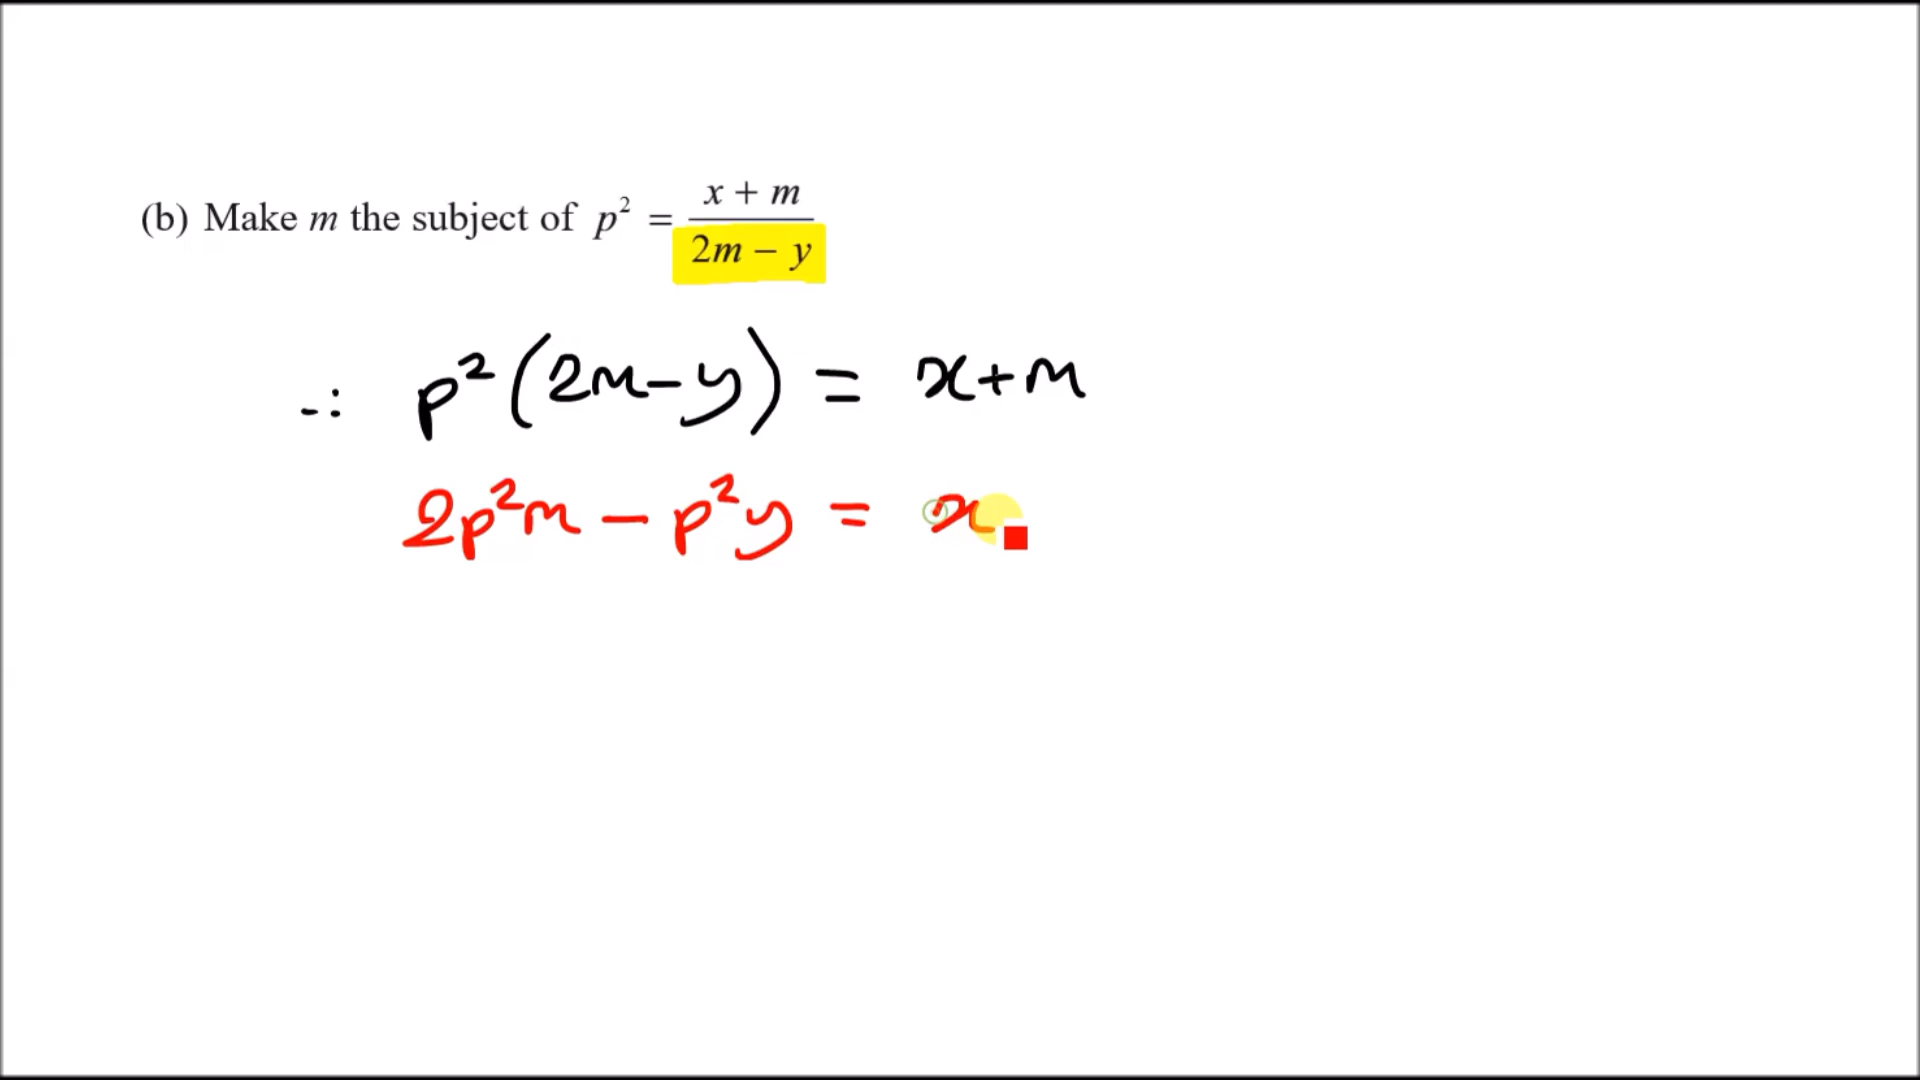 (b) Make m the subject of p² = (x + m)/(2m − y)
∴ p²(2m−y) = x+m
2p²m − p²y = x